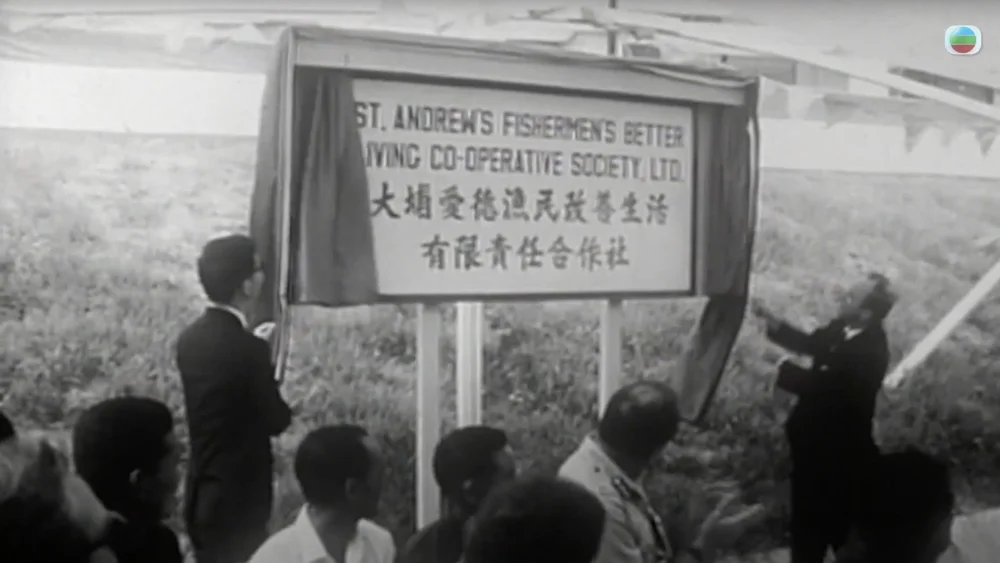 ST. ANDREW'S FISHERMEN'S BETTER
IVING CO-OPERATIVE SOCIETY, LTD.
大埔愛德漁民改善生活
有限責任合作社